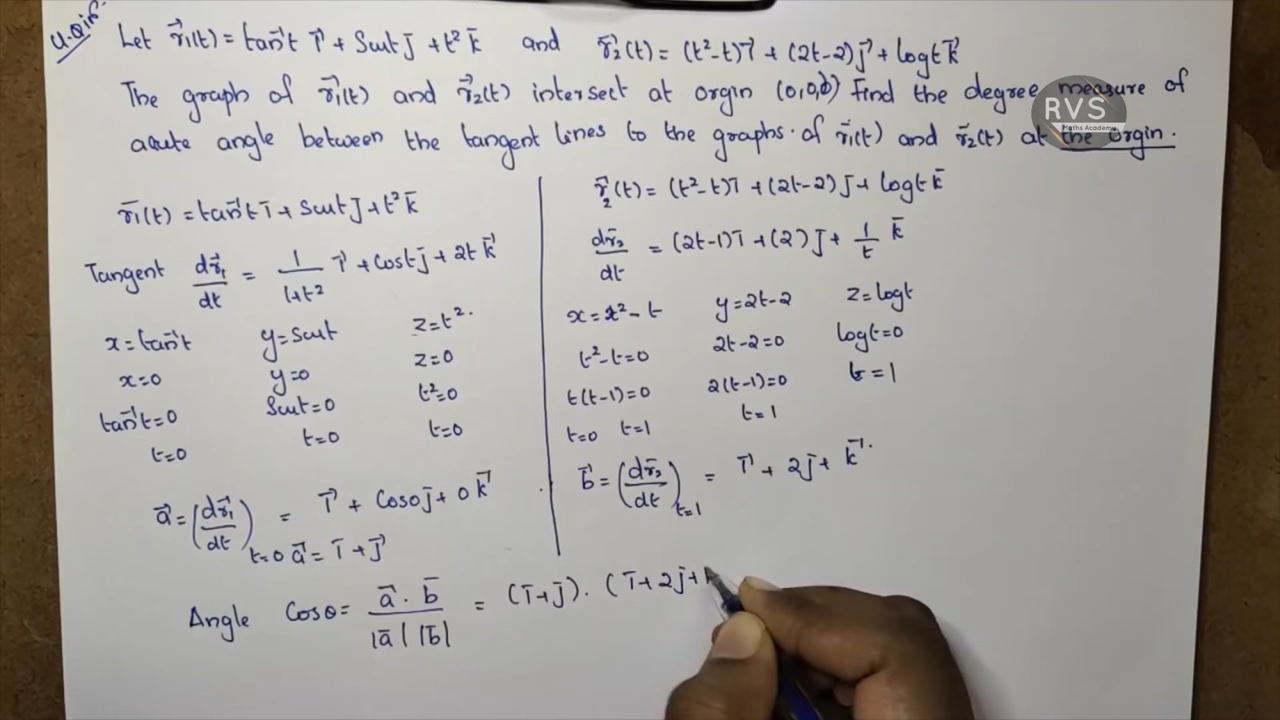 U.Qin.
Let r⃗1(t) = tan⁻¹t i⃗ + Sint j̄ + t² k̄ and r̄2(t) = (t²-t)ī + (2t-2)j⃗ + logt k⃗
The graph of r⃗1(t) and r⃗2(t) intersect at orgin (0,0,0) Find the degree measure of
acute angle between the tangent lines to the graphs of r̄1(t) and r̄2(t) at the orgin.
RVS
Maths Academy
r̄1(t) = tan⁻¹t ī + Sint j̄ + t² k̄
Tangent dr⃗1/dt = 1/(1+t²) i⃗ + cost j̄ + 2t k⃗
x = tan⁻¹t y = Sint z = t².
x=0 y=0 z=0
tan⁻¹t=0 Sint=0 t²=0
t=0 t=0 t=0
a⃗ = (dr⃗1/dt) t=0 = i⃗ + Cos0 j̄ + 0 k⃗
a⃗ = ī + j⃗
r⃗2(t) = (t²-t)ī + (2t-2)j̄ + logt k̄
dr̄2/dt = (2t-1)ī + (2)j̄ + 1/t k̄
x = t²-t y = 2t-2 z = logt
t²-t=0 2t-2=0 logt=0
t(t-1)=0 2(t-1)=0 t=1
t=0 t=1 t=1
b⃗ = (dr̄2/dt) t=1 = i⃗ + 2j̄ + k⃗.
Angle Cosθ = a⃗ · b̄ / |ā| |b̄| = (ī+j̄) · (ī+2j̄+